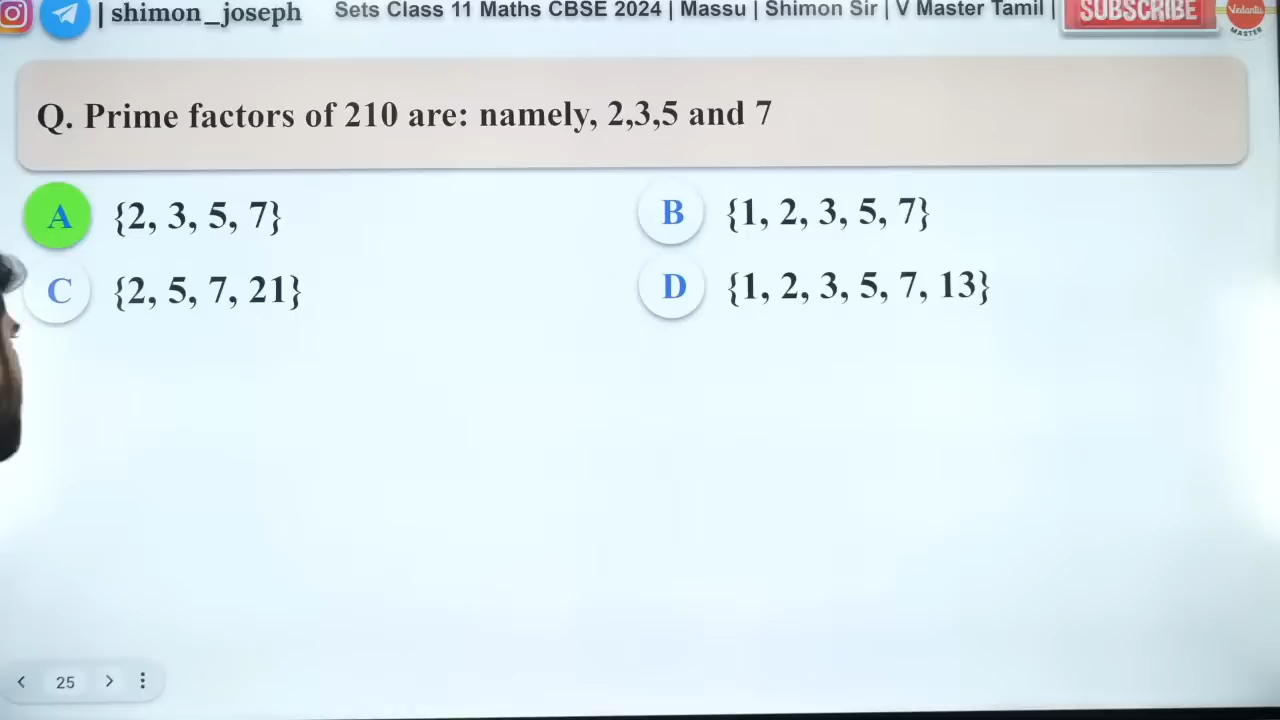 | shimon_joseph
Sets Class 11 Maths CBSE 2024 | Massu | Shimon Sir | V Master Tamil |
SUBSCRIBE
Vedantu
MASTER
Q. Prime factors of 210 are: namely, 2,3,5 and 7
A {2, 3, 5, 7}
B {1, 2, 3, 5, 7}
C {2, 5, 7, 21}
D {1, 2, 3, 5, 7, 13}
25